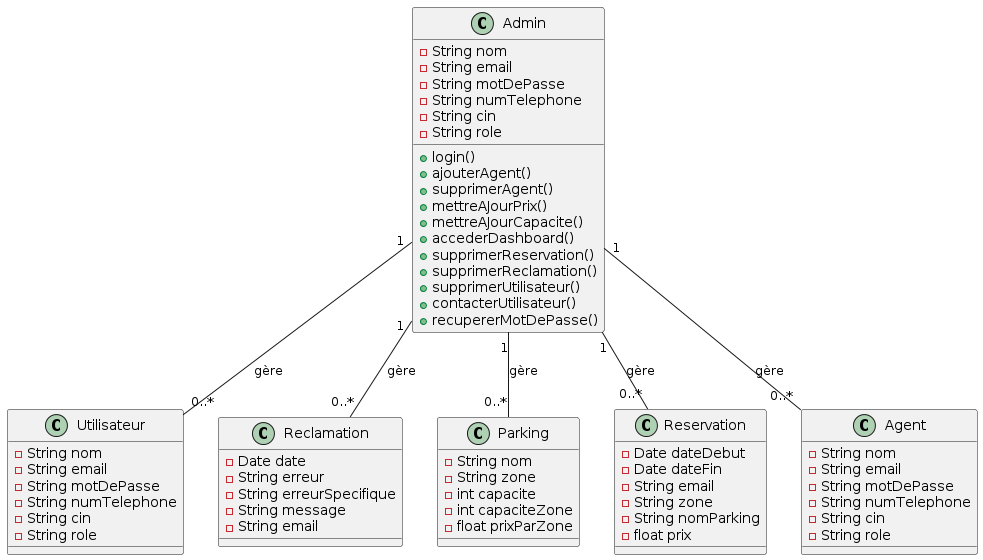 C Admin
String nom
String email
String motDePasse
String numTelephone
String cin
String role
login()
ajouterAgent()
supprimerAgent()
mettreAJourPrix()
mettreAJourCapacite()
accederDashboard()
supprimerReservation()
supprimerReclamation()
supprimerUtilisateur()
contacterUtilisateur()
recupererMotDePasse()
1
1
1
1
1
gère
gère
gère
gère
gère
0..*
0..*
0..*
0..*
0..*
C Utilisateur
String nom
String email
String motDePasse
String numTelephone
String cin
String role
C Reclamation
Date date
String erreur
String erreurSpecifique
String message
String email
C Parking
String nom
String zone
int capacite
int capaciteZone
float prixParZone
C Reservation
Date dateDebut
Date dateFin
String email
String zone
String nomParking
float prix
C Agent
String nom
String email
String motDePasse
String numTelephone
String cin
String role